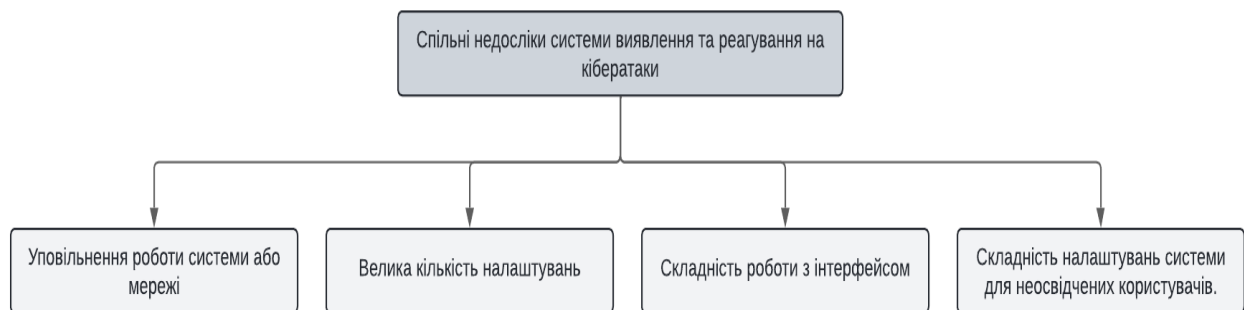 Спільні недосліки системи виявлення та реагування на
кібератаки
Уповільнення роботи системи або
мережі
Велика кількість налаштувань
Складність роботи з інтерфейсом
Складність налаштувань системи
для неосвідчених користувачів.